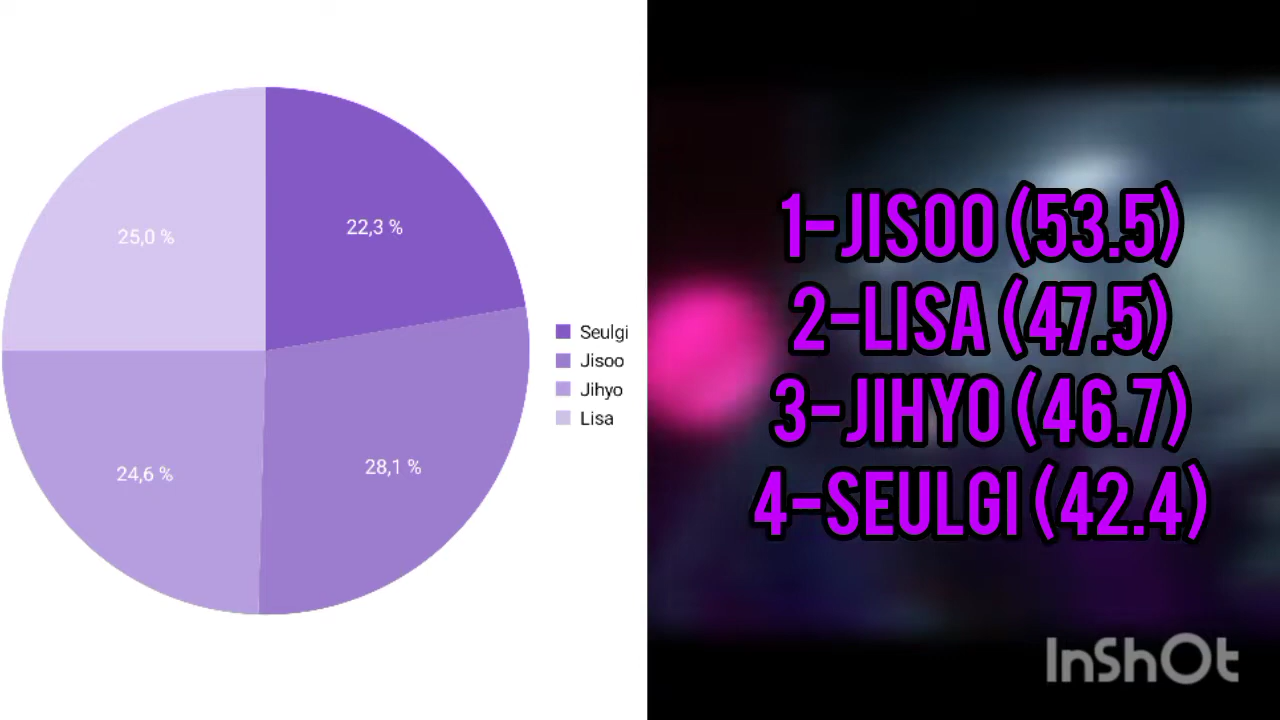 25,0 %
22,3 %
24,6 %
28,1 %
Seulgi
Jisoo
Jihyo
Lisa
1-JISOO (53.5)
2-LISA (47.5)
3-JIHYO (46.7)
4-SEULGI (42.4)
InShOt